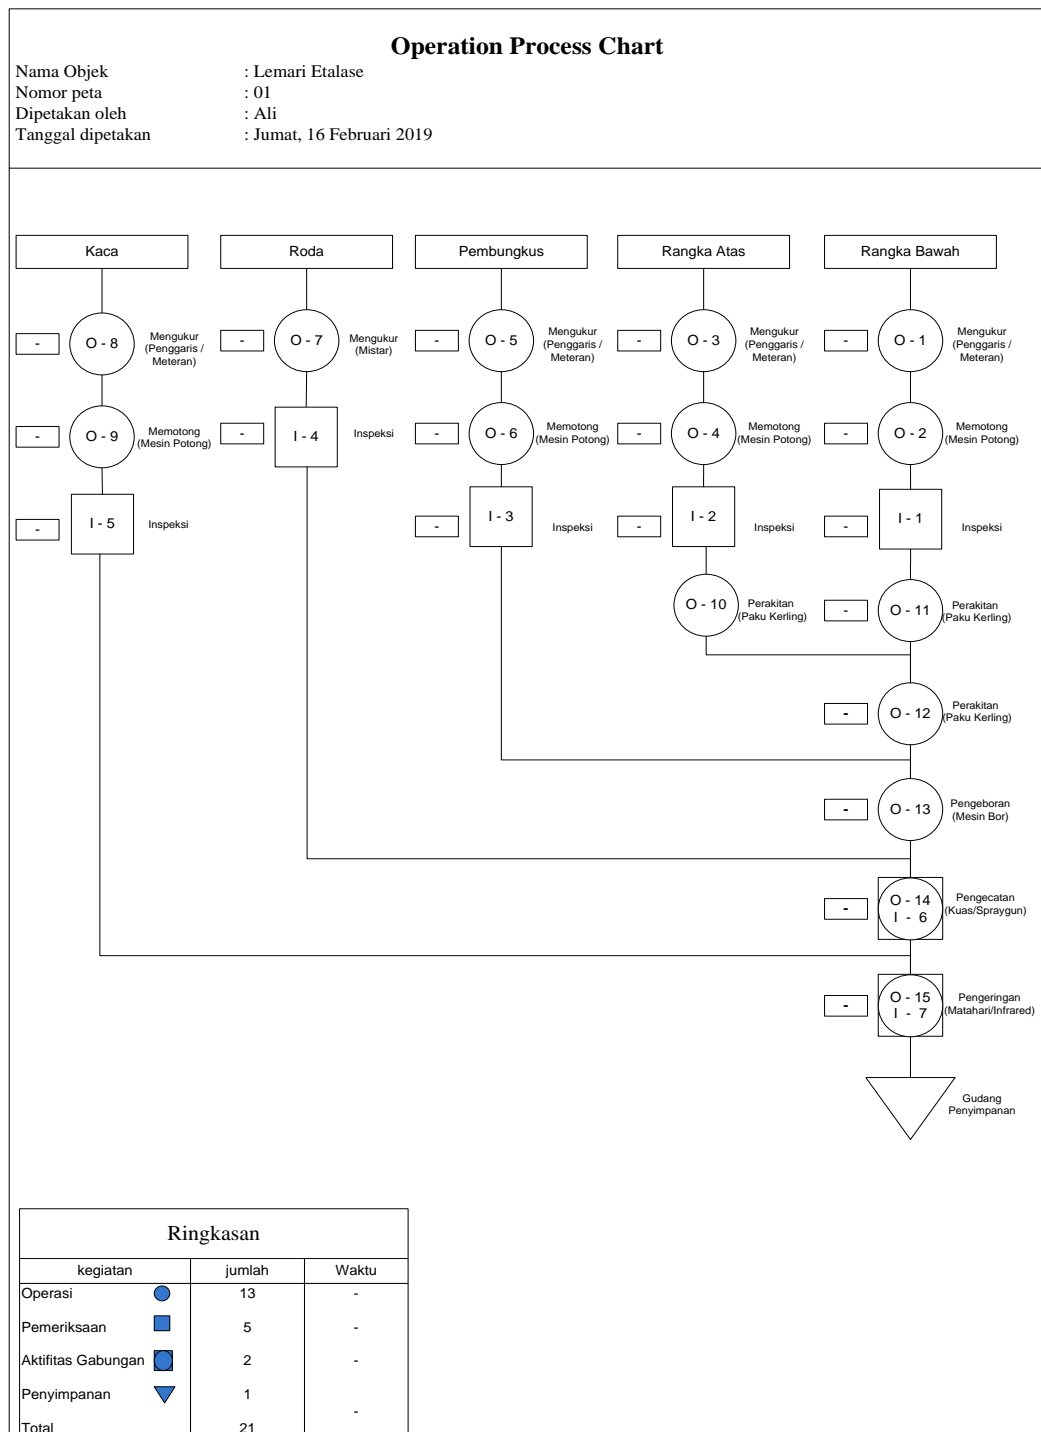 Operation Process Chart
Nama Objek : Lemari Etalase
Nomor peta : 01
Dipetakan oleh : Ali
Tanggal dipetakan : Jumat, 16 Februari 2019
Kaca
Roda
Pembungkus
Rangka Atas
Rangka Bawah
-
O - 8
Mengukur
(Penggaris /
Meteran)
-
O - 7
Mengukur
(Mistar)
-
O - 5
Mengukur
(Penggaris /
Meteran)
-
O - 3
Mengukur
(Penggaris /
Meteran)
-
O - 1
Mengukur
(Penggaris /
Meteran)
-
O - 9
Memotong
(Mesin Potong)
-
I - 4
Inspeksi
-
O - 6
Memotong
(Mesin Potong)
-
O - 4
Memotong
(Mesin Potong)
-
O - 2
Memotong
(Mesin Potong)
-
I - 5
Inspeksi
-
I - 3
Inspeksi
-
I - 2
Inspeksi
-
I - 1
Inspeksi
O - 10
Perakitan
(Paku Kerling)
-
O - 11
Perakitan
(Paku Kerling)
-
O - 12
Perakitan
(Paku Kerling)
-
O - 13
Pengeboran
(Mesin Bor)
-
O - 14
I - 6
Pengecatan
(Kuas/Spraygun)
-
O - 15
I - 7
Pengeringan
(Matahari/Infrared)
Gudang
Penyimpanan
Ringkasan
kegiatan jumlah Waktu
Operasi 13 -
Pemeriksaan 5 -
Aktifitas Gabungan 2 -
Penyimpanan 1
-
Total 21